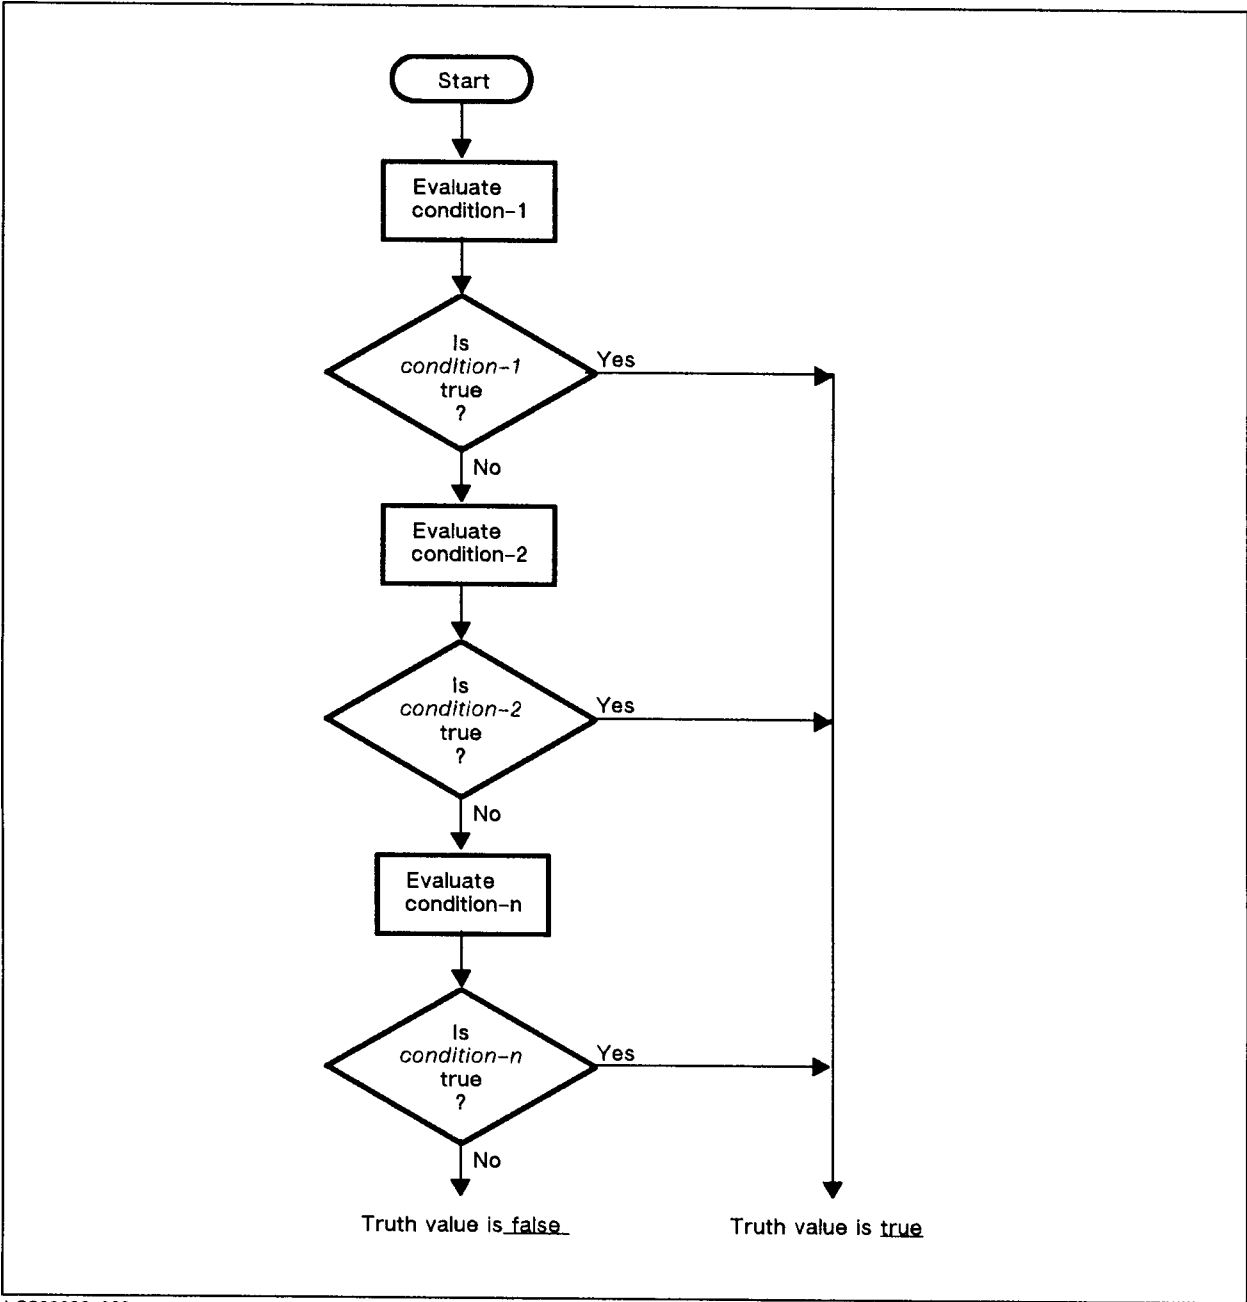 Start
Evaluate
condition-1
Is
condition-1
true
?
Yes
No
Evaluate
condition-2
Is
condition-2
true
?
Yes
No
Evaluate
condition-n
Is
condition-n
true
?
Yes
No
Truth value is false
Truth value is true